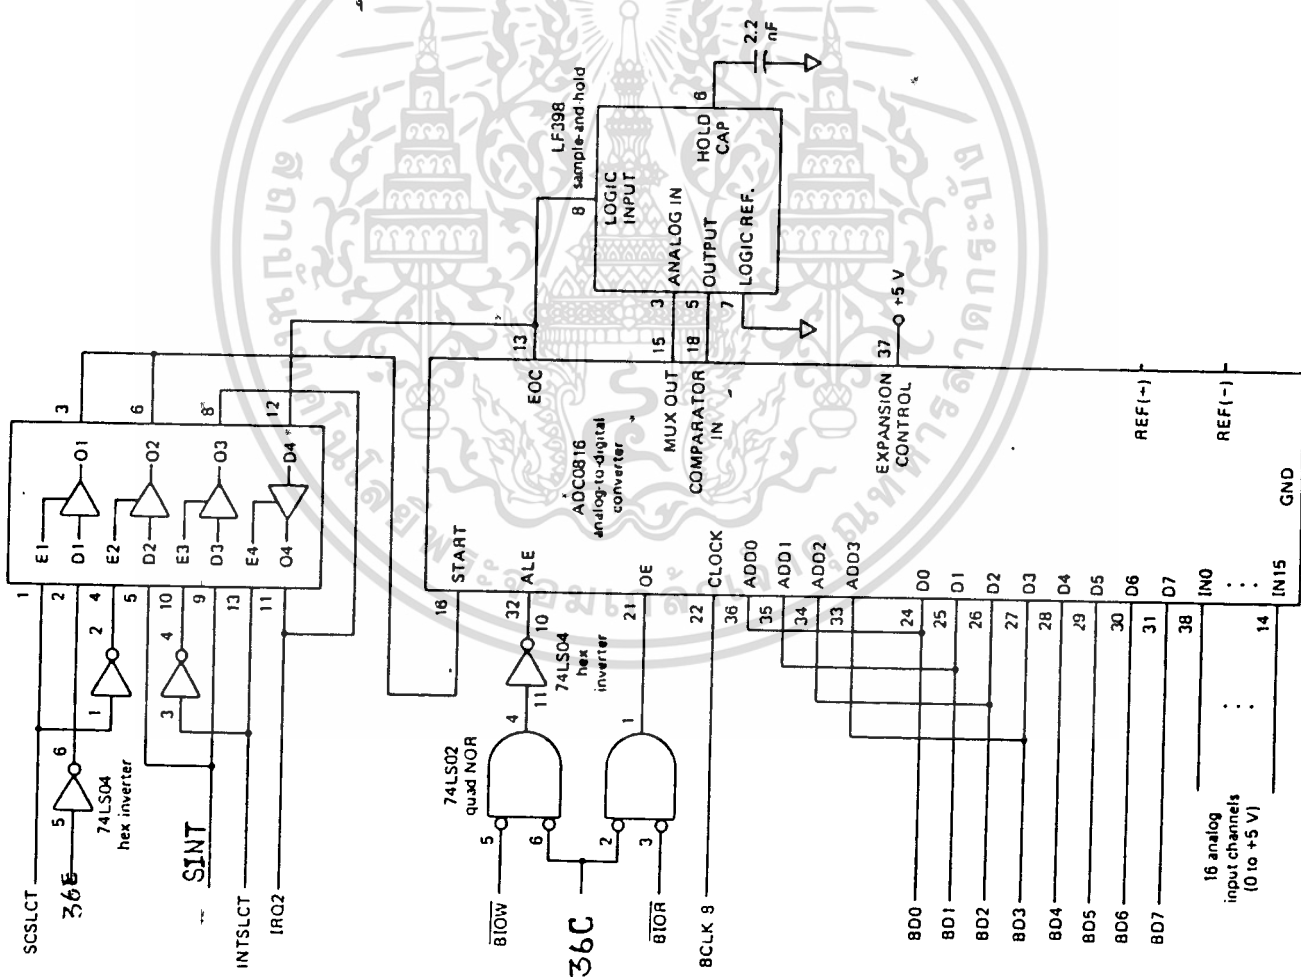 SCSLCT
36E
5
6
74LS04
hex inverter
SINT
INTSLCT
IRQ2
1
2
3
4
1
2
4
5
10
9
13
11
E1
D1
O1
E2
D2
O2
E3
D3
O3
E4
O4
D4
3
6
8
12
BIOW
36C
BIOR
BCLK 8
5
6
2
3
74LS02
quad NOR
4
1
11
10
74LS04
hex
inverter
16
START
32
ALE
21
OE
22
CLOCK
36
ADD0
35
ADD1
34
ADD2
33
ADD3
24
D0
25
D1
26
D2
27
D3
28
D4
29
D5
30
D6
31
D7
38
IN0
14
IN15
GND
BD0
BD1
BD2
BD3
BD4
BD5
BD6
BD7
16 analog
input channels
(0 to +5 V)
ADC0816
analog-to-digital
converter
EOC
13
MUX OUT
15
COMPARATOR
IN
18
EXPANSION
CONTROL
37
+5 V
REF(+)
REF(-)
LF398
sample-and-hold
8
LOGIC
INPUT
3
ANALOG IN
5
OUTPUT
7
LOGIC REF.
HOLD
CAP
6
2.2
nF